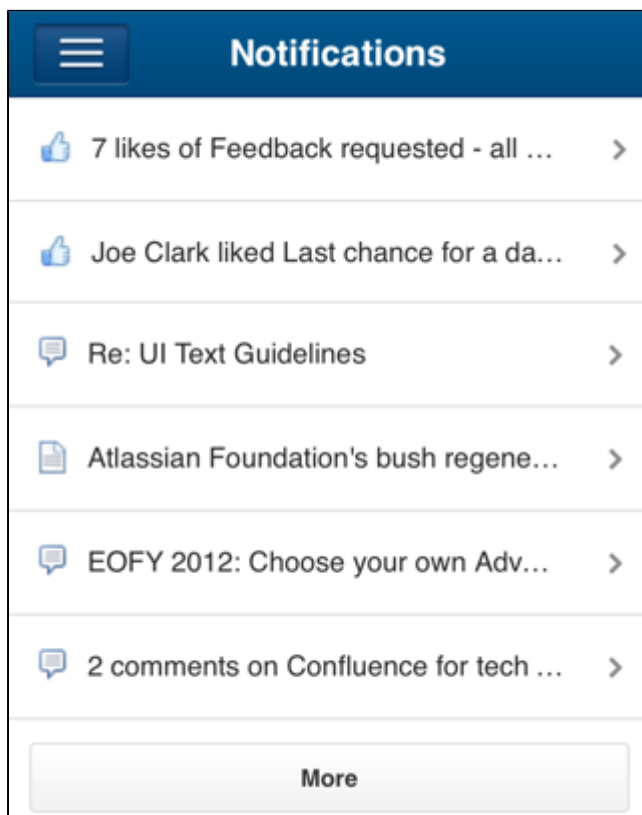 Notifications
7 likes of Feedback requested - all ...
Joe Clark liked Last chance for a da...
Re: UI Text Guidelines
Atlassian Foundation's bush regene...
EOFY 2012: Choose your own Adv...
2 comments on Confluence for tech ...
More